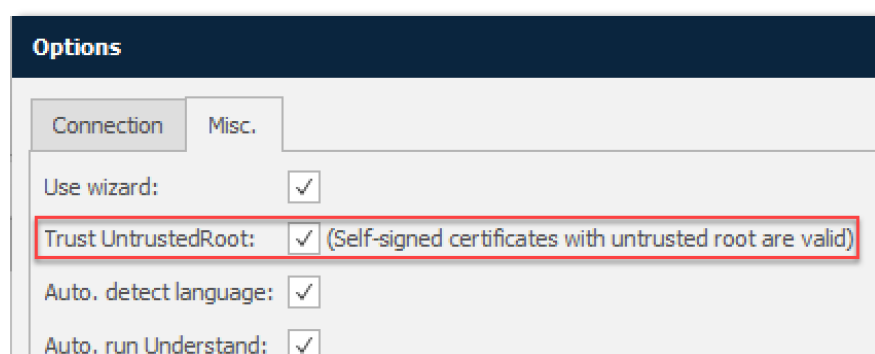 Options
Connection Misc.
Use wizard:
Trust UntrustedRoot: (Self-signed certificates with untrusted root are valid)
Auto. detect language:
Auto. run Understand: